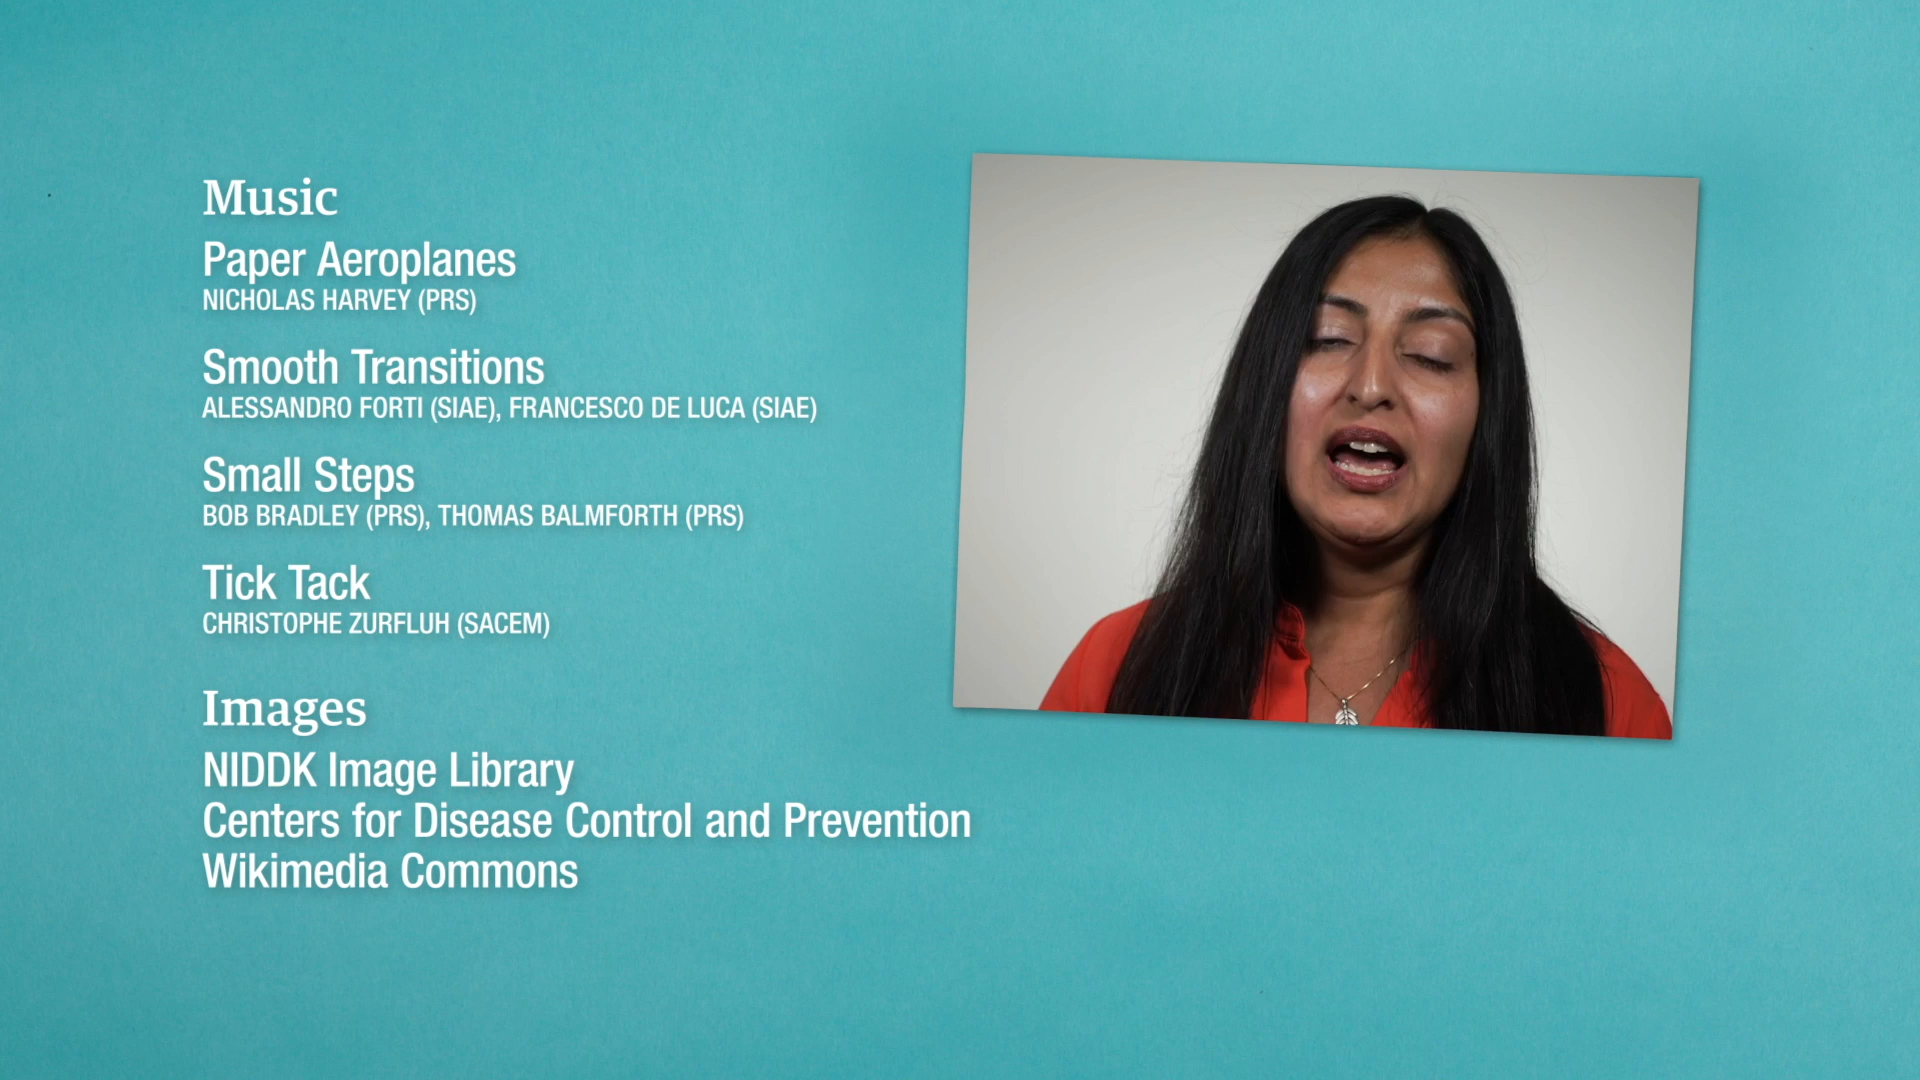 Music
Paper Aeroplanes
NICHOLAS HARVEY (PRS)
Smooth Transitions
ALESSANDRO FORTI (SIAE), FRANCESCO DE LUCA (SIAE)
Small Steps
BOB BRADLEY (PRS), THOMAS BALMFORTH (PRS)
Tick Tack
CHRISTOPHE ZURFLUH (SACEM)
Images
NIDDK Image Library
Centers for Disease Control and Prevention
Wikimedia Commons